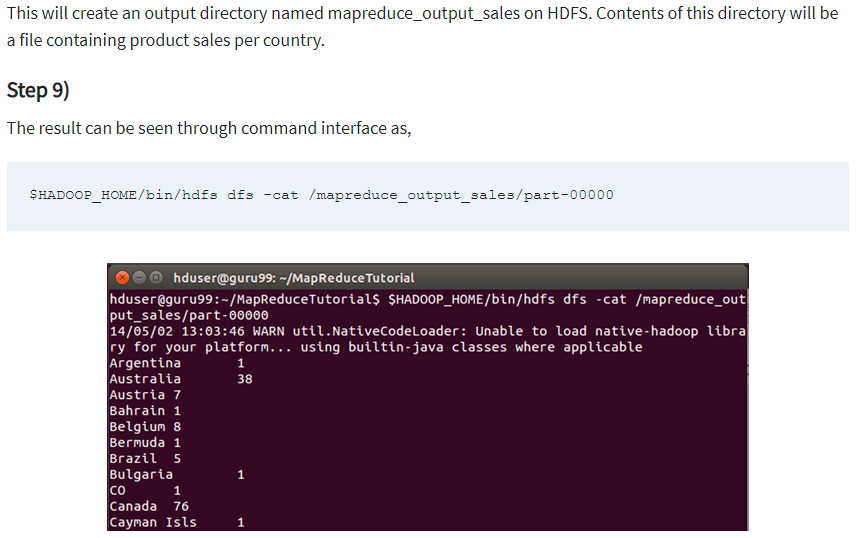 This will create an output directory named mapreduce_output_sales on HDFS. Contents of this directory will be
a file containing product sales per country.
Step 9)
The result can be seen through command interface as,
$HADOOP_HOME/bin/hdfs dfs -cat /mapreduce_output_sales/part-00000
hduser@guru99: ~/MapReduceTutorial
hduser@guru99:~/MapReduceTutorial$ $HADOOP_HOME/bin/hdfs dfs -cat /mapreduce_out
put_sales/part-00000
14/05/02 13:03:46 WARN util.NativeCodeLoader: Unable to load native-hadoop libra
ry for your platform... using builtin-java classes where applicable
Argentina 1
Australia 38
Austria 7
Bahrain 1
Belgium 8
Bermuda 1
Brazil 5
Bulgaria 1
CO 1
Canada 76
Cayman Isls 1